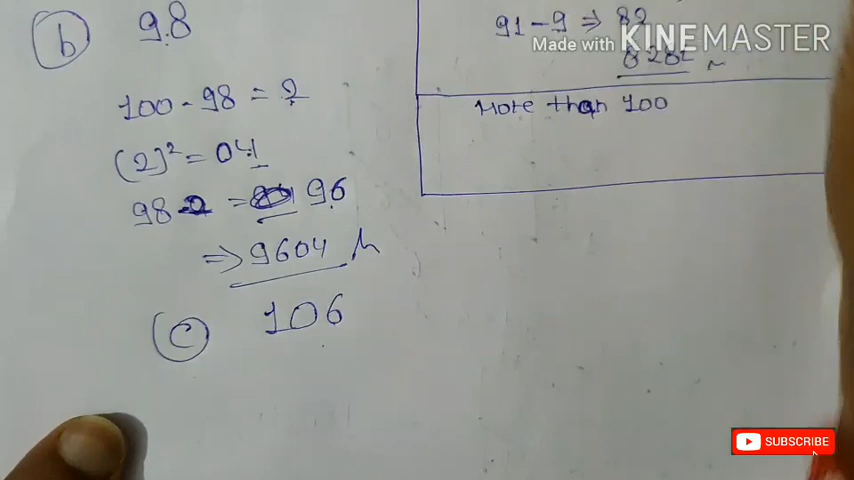 (b) 98
100 - 98 = 2
(2)² = 04
98 - 2 = 96
⇒ 9604
(c) 106
91 - 9 ⇒ 82
8281
More than 100
Made with KINEMASTER
SUBSCRIBE